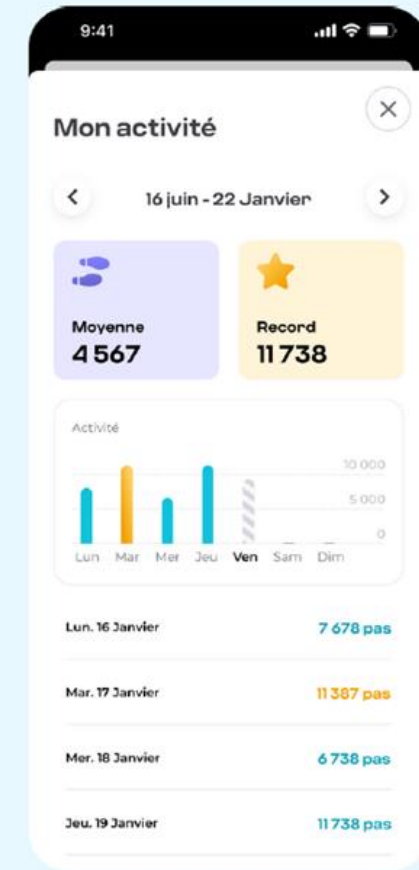 9:41
Mon activité
16 juin - 22 Janvier
Moyenne
4 567
Record
11 738
Activité
10 000
5 000
0
Lun Mar Mer Jeu Ven Sam Dim
Lun. 16 Janvier 7 678 pas
Mar. 17 Janvier 11 387 pas
Mer. 18 Janvier 6 738 pas
Jeu. 19 Janvier 11 738 pas